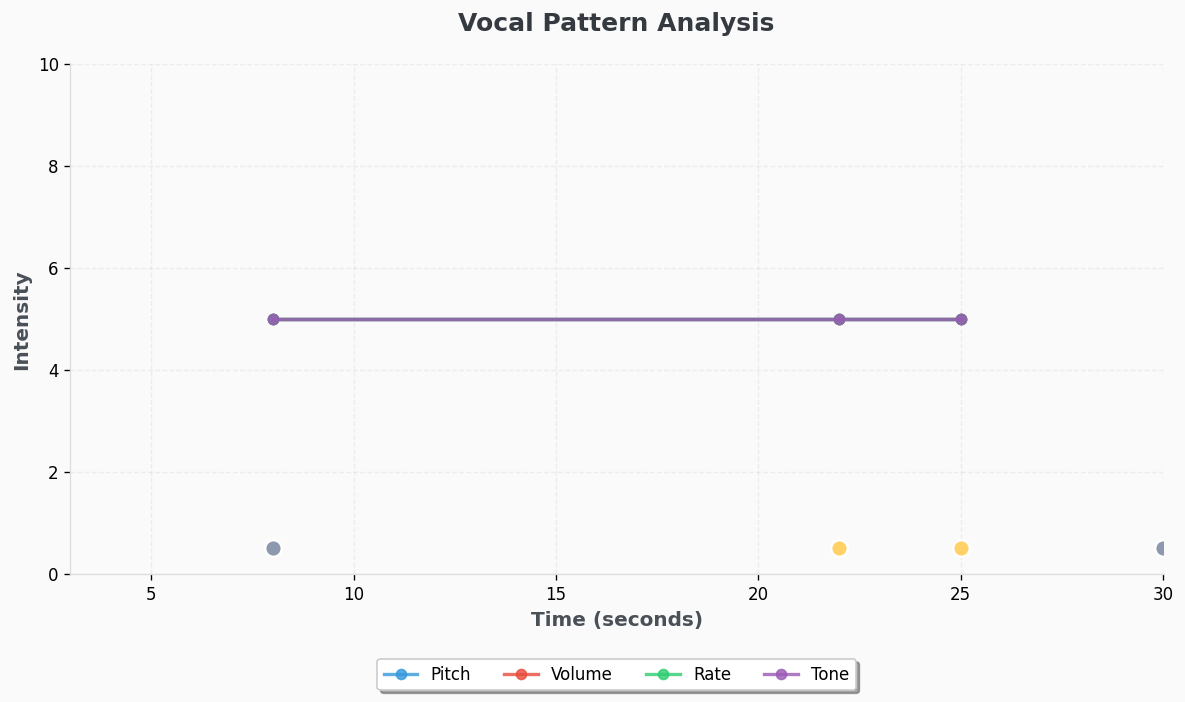 Vocal Pattern Analysis
10
8
6
4
2
0
Intensity
5 10 15 20 25 30
Time (seconds)
Pitch Volume Rate Tone